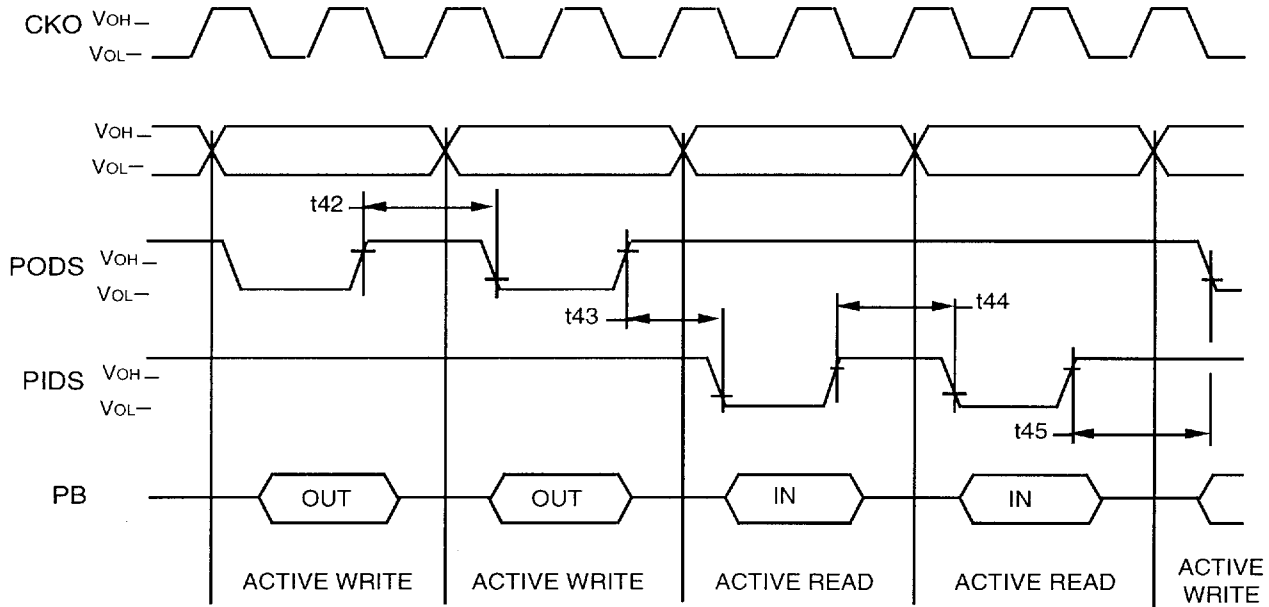 CKO VOH
VOL
VOH
VOL
t42
PODS VOH
VOL
t43 t44
PIDS VOH
VOL
t45
PB OUT OUT IN IN
ACTIVE WRITE ACTIVE WRITE ACTIVE READ ACTIVE READ ACTIVE
WRITE